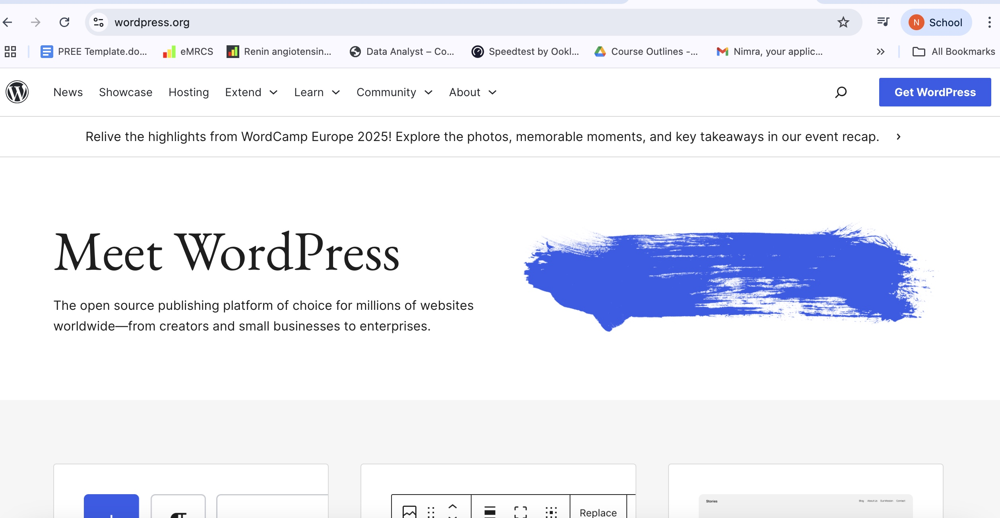 wordpress.org
N School
PREE Template.do... eMRCS Renin angiotensin... Data Analyst – Co... Speedtest by Ookl... Course Outlines -... Nimra, your applic... All Bookmarks
News Showcase Hosting Extend Learn Community About Get WordPress
Relive the highlights from WordCamp Europe 2025! Explore the photos, memorable moments, and key takeaways in our event recap.
Meet WordPress
The open source publishing platform of choice for millions of websites
worldwide—from creators and small businesses to enterprises.
Replace
Stories Blog About Us Our Mission Contact